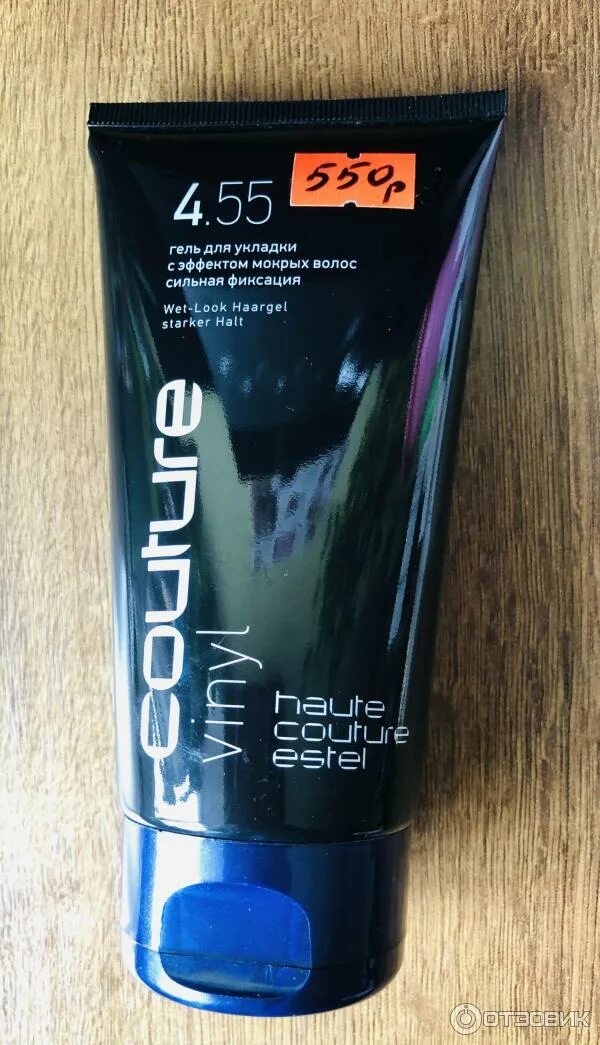 550р
4.55
гель для укладки
с эффектом мокрых волос
сильная фиксация
Wet-Look Haargel
starker Halt
couture
vinyl
haute
couture
estel
ОТЗОВИК